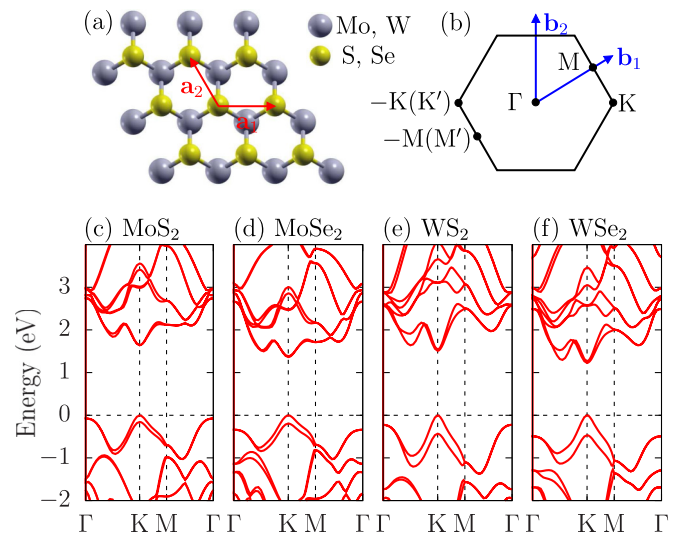 (a)
Mo, W
S, Se
a₂
a₁
(b)
b₂
b₁
M
Γ
K
−K(K′)
−M(M′)
(c) MoS₂
(d) MoSe₂
(e) WS₂
(f) WSe₂
Energy (eV)
3
2
1
0
−1
−2
Γ K M Γ Γ K M Γ Γ K M Γ Γ K M Γ